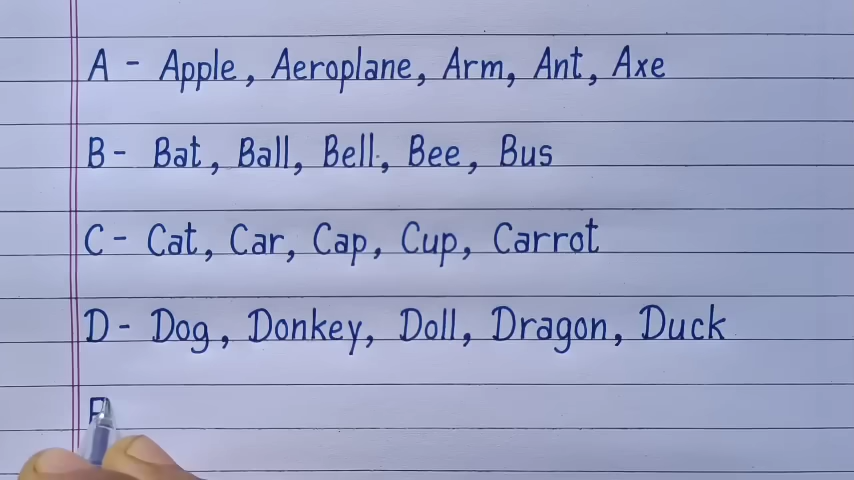 A - Apple, Aeroplane, Arm, Ant, Axe
B - Bat, Ball, Bell, Bee, Bus
C - Cat, Car, Cap, Cup, Carrot
D - Dog, Donkey, Doll, Dragon, Duck